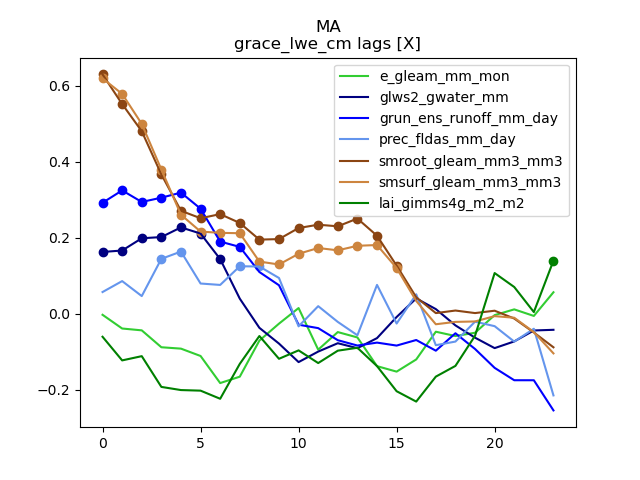 MA
grace_lwe_cm lags [X]
0.6
0.4
0.2
0.0
−0.2
0
5
10
15
20
e_gleam_mm_mon
glws2_gwater_mm
grun_ens_runoff_mm_day
prec_fldas_mm_day
smroot_gleam_mm3_mm3
smsurf_gleam_mm3_mm3
lai_gimms4g_m2_m2